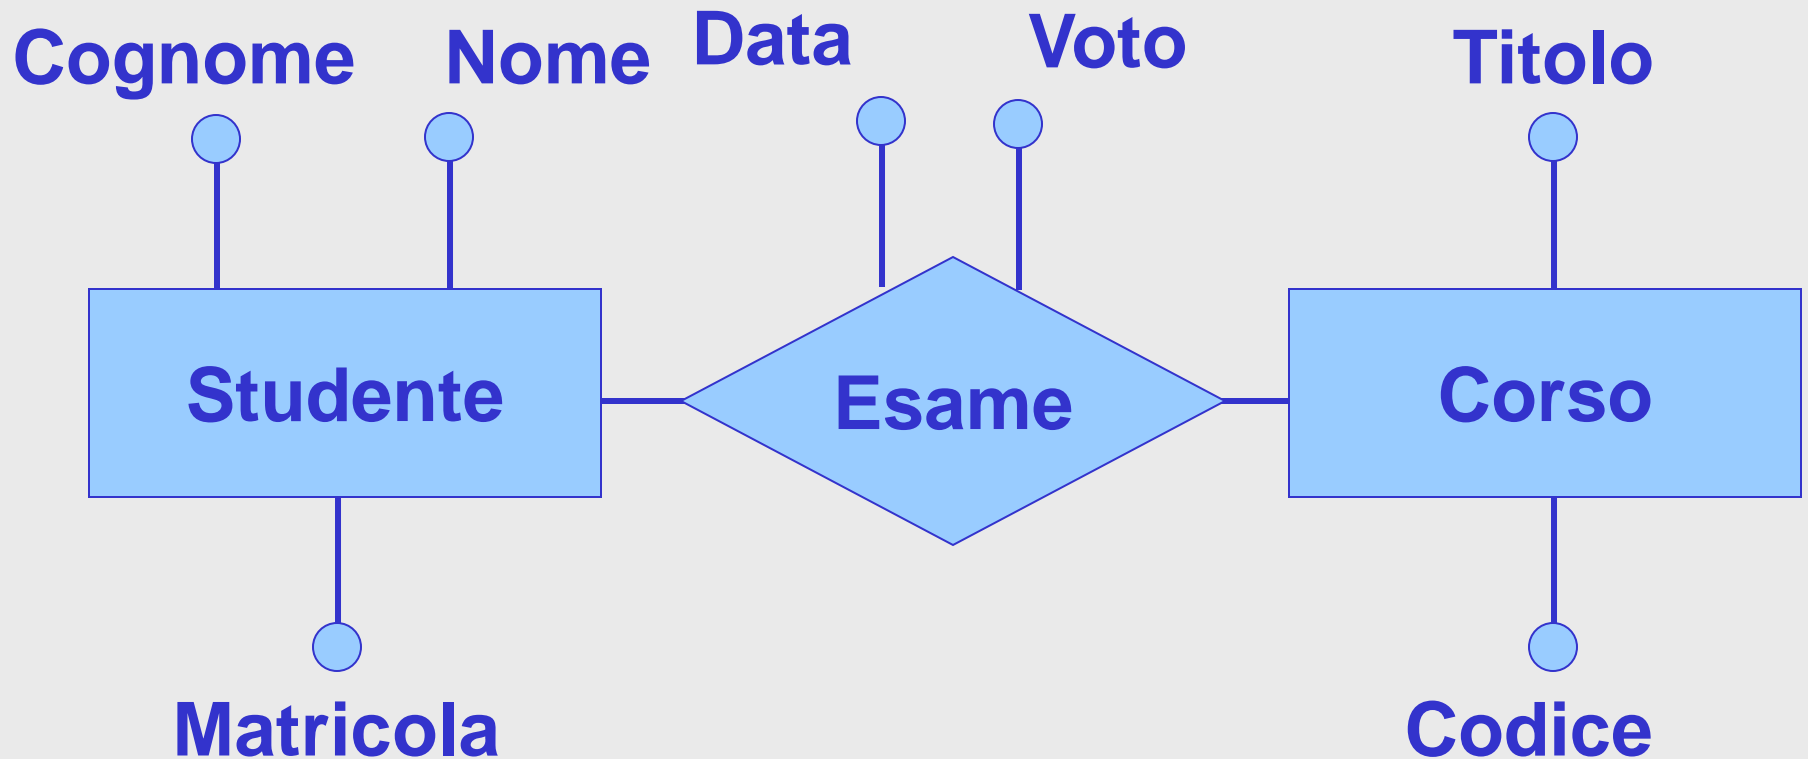 Cognome
Nome
Data
Voto
Titolo
Studente
Esame
Corso
Matricola
Codice